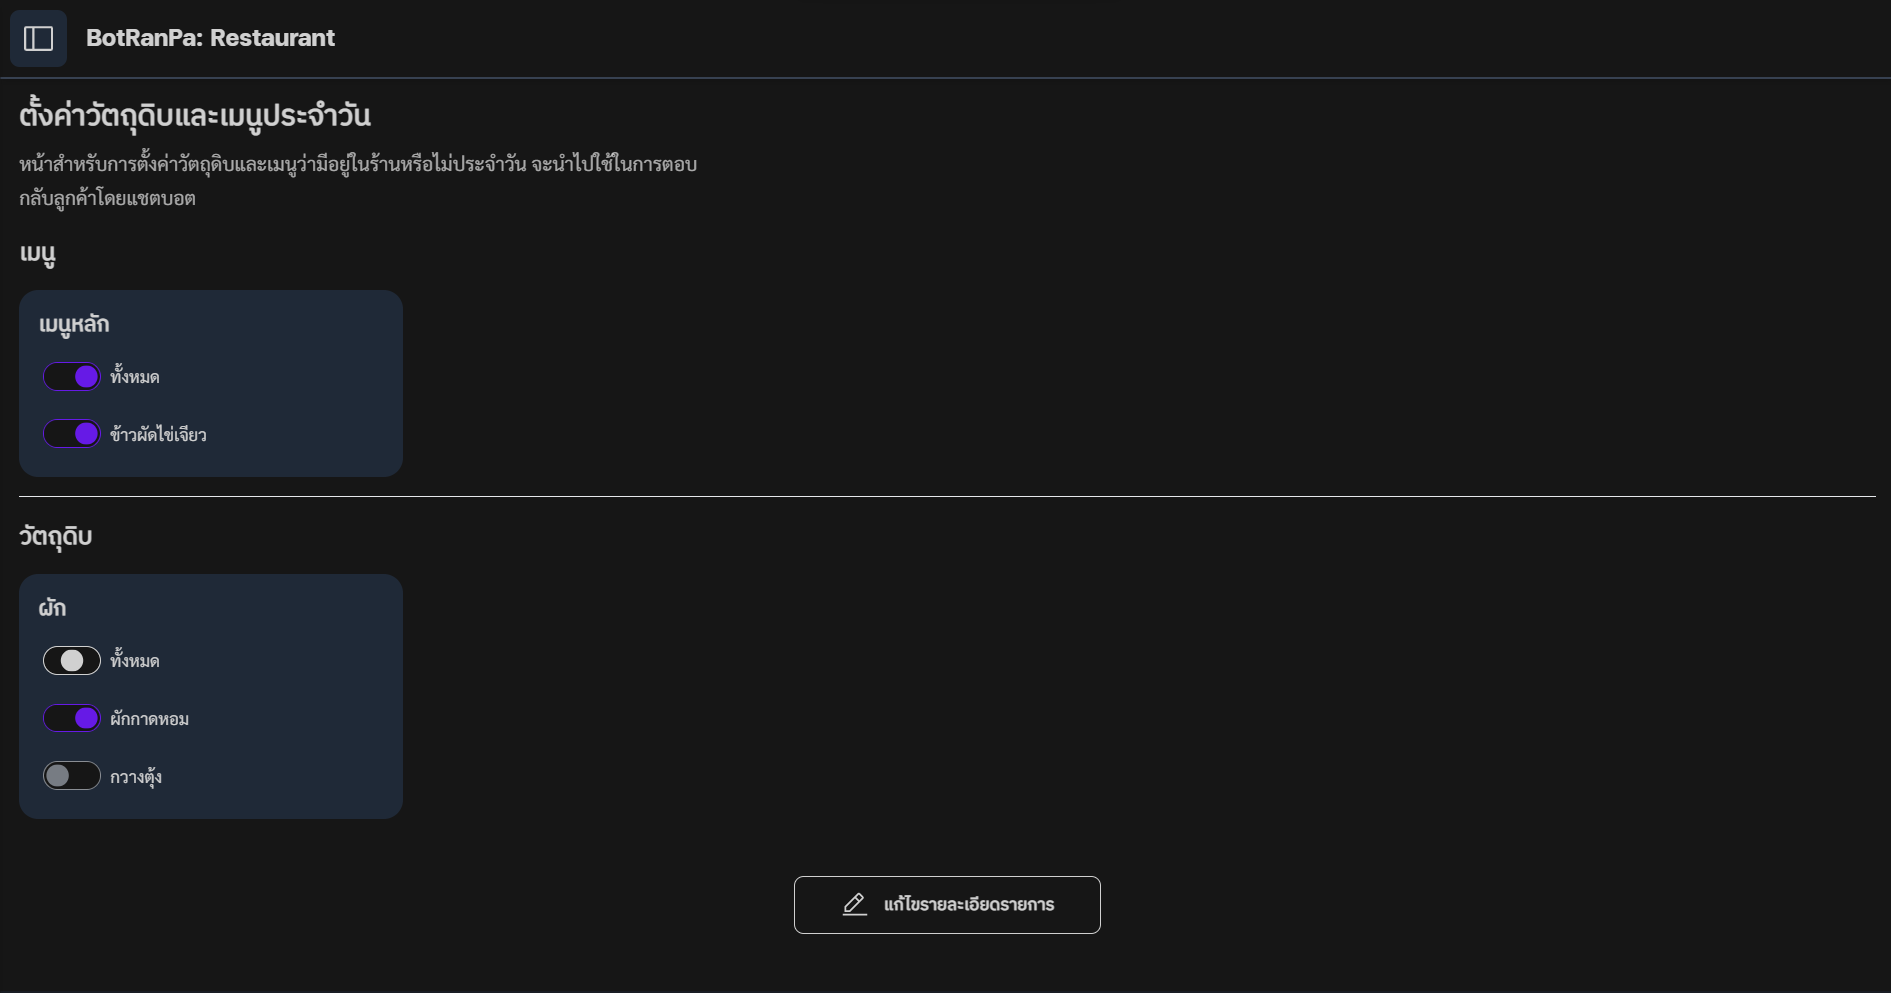 BotRanPa: Restaurant
ตั้งค่าวัตถุดิบและเมนูประจำวัน
หน้าสำหรับการตั้งค่าวัตถุดิบและเมนูว่ามีอยู่ในร้านหรือไม่ประจำวัน จะนำไปใช้ในการตอบ
กลับลูกค้าโดยแชตบอต
เมนู
เมนูหลัก
ทั้งหมด
ข้าวผัดไข่เจียว
วัตถุดิบ
ผัก
ทั้งหมด
ผักกาดหอม
กวางตุ้ง
แก้ไขรายละเอียดรายการ